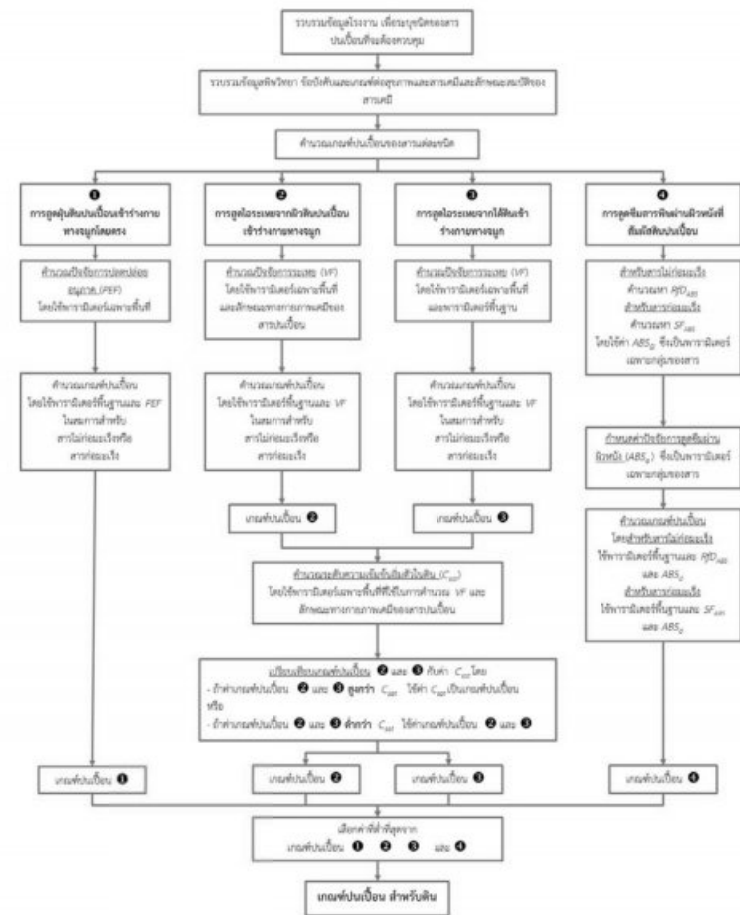 รวบรวมข้อมูลโรงงาน เพื่อระบุชนิดของสาร
ปนเปื้อนที่จะต้องควบคุม
รวบรวมข้อมูลพิษวิทยา ข้อบังคับและเกณฑ์ต่อสุขภาพและสารเคมีและลักษณะสมบัติของ
สารเคมี
คำนวณเกณฑ์ปนเปื้อนของสารแต่ละชนิด
❶
การสูดฝุ่นดินปนเปื้อนเข้าร่างกาย
ทางจมูกโดยตรง
คำนวณปัจจัยการปลดปล่อย
อนุภาค (PEF)
โดยใช้พารามิเตอร์เฉพาะพื้นที่
คำนวณเกณฑ์ปนเปื้อน
โดยใช้พารามิเตอร์พื้นฐานและ PEF
ในสมการสำหรับ
สารไม่ก่อมะเร็งหรือ
สารก่อมะเร็ง
❷
การสูดไอระเหยจากผิวดินปนเปื้อน
เข้าร่างกายทางจมูก
คำนวณปัจจัยการระเหย (VF)
โดยใช้พารามิเตอร์เฉพาะพื้นที่
และลักษณะทางกายภาพเคมีของ
สารปนเปื้อน
คำนวณเกณฑ์ปนเปื้อน
โดยใช้พารามิเตอร์พื้นฐานและ VF
ในสมการสำหรับ
สารไม่ก่อมะเร็งหรือ
สารก่อมะเร็ง
เกณฑ์ปนเปื้อน ❷
❸
การสูดไอระเหยจากใต้ดินเข้า
ร่างกายทางจมูก
คำนวณปัจจัยการระเหย (VF)
โดยใช้พารามิเตอร์เฉพาะพื้นที่
และพารามิเตอร์พื้นฐาน
คำนวณเกณฑ์ปนเปื้อน
โดยใช้พารามิเตอร์พื้นฐานและ VF
ในสมการสำหรับ
สารไม่ก่อมะเร็งหรือ
สารก่อมะเร็ง
เกณฑ์ปนเปื้อน ❸
❹
การดูดซึมสารพิษผ่านผิวหนังที่
สัมผัสดินปนเปื้อน
สำหรับสารไม่ก่อมะเร็ง
คำนวณหา RfD ABS
สำหรับสารก่อมะเร็ง
คำนวณหา SF ABS
โดยใช้ค่า ABS ซึ่งเป็นพารามิเตอร์
เฉพาะกลุ่มของสาร
กำหนดค่าปัจจัยการดูดซึมผ่าน
ผิวหนัง (ABS d) ซึ่งเป็นพารามิเตอร์
เฉพาะกลุ่มของสาร
คำนวณเกณฑ์ปนเปื้อน
โดยสำหรับสารไม่ก่อมะเร็ง
ใช้พารามิเตอร์พื้นฐานและ RfD ABS
และ ABS d
สำหรับสารก่อมะเร็ง
ใช้พารามิเตอร์พื้นฐานและ SF ABS
และ ABS d
คำนวณระดับความเข้มข้นอิ่มตัวในดิน (C sat)
โดยใช้พารามิเตอร์เฉพาะพื้นที่ที่ใช้ในการคำนวณ VF และ
ลักษณะทางกายภาพเคมีของสารปนเปื้อน
เปรียบเทียบเกณฑ์ปนเปื้อน ❷ และ ❸ กับค่า C sat โดย
- ถ้าค่าเกณฑ์ปนเปื้อน ❷ และ ❸ สูงกว่า C sat ใช้ค่า C sat เป็นเกณฑ์ปนเปื้อน
หรือ
- ถ้าค่าเกณฑ์ปนเปื้อน ❷ และ ❸ ต่ำกว่า C sat ใช้ค่าเกณฑ์ปนเปื้อน ❷ และ ❸
เกณฑ์ปนเปื้อน ❶
เกณฑ์ปนเปื้อน ❷
เกณฑ์ปนเปื้อน ❸
เกณฑ์ปนเปื้อน ❹
เลือกค่าที่ต่ำที่สุดจาก
เกณฑ์ปนเปื้อน ❶ ❷ ❸ และ ❹
เกณฑ์ปนเปื้อน สำหรับดิน